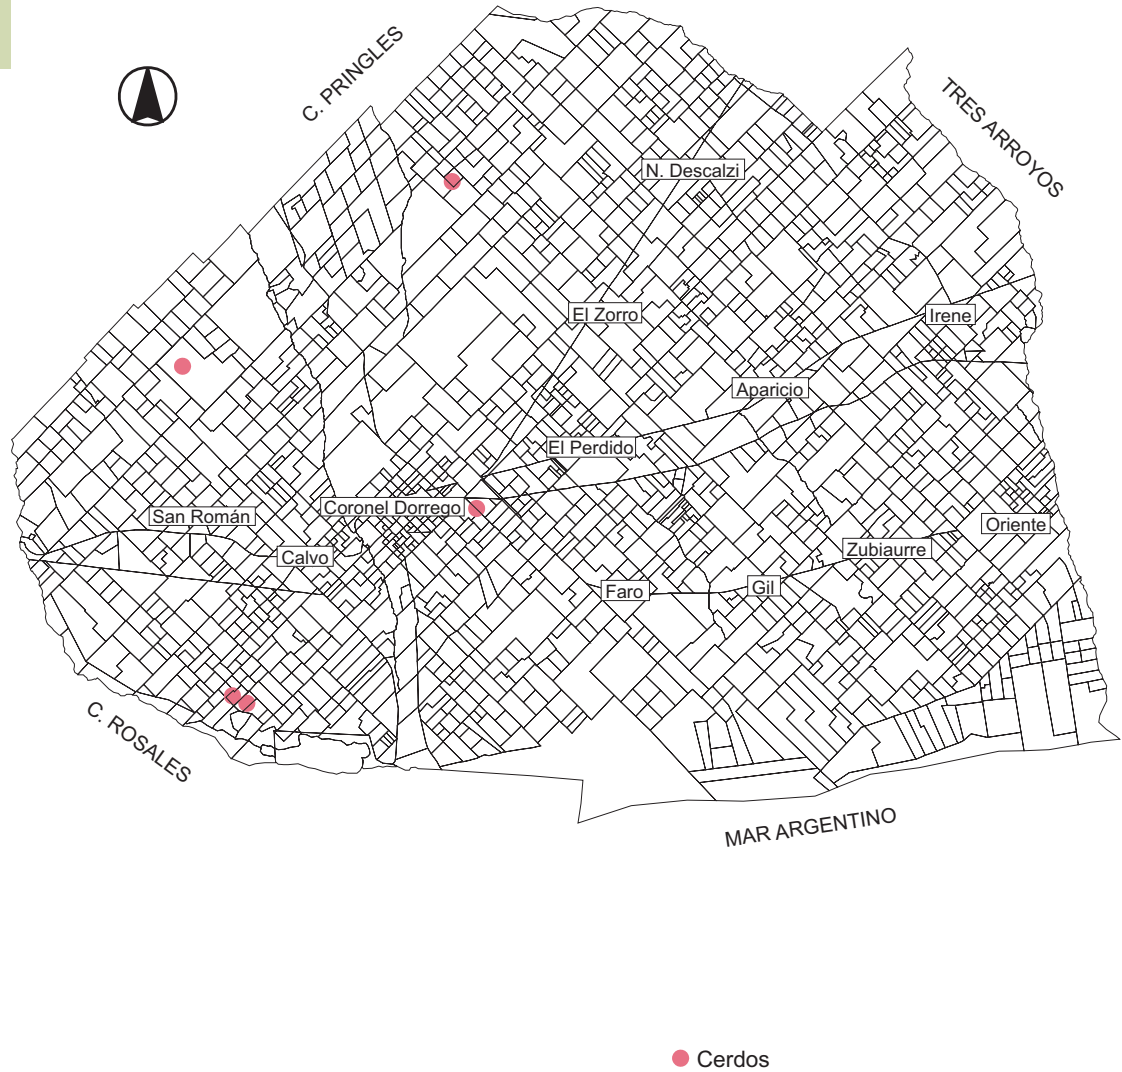 C. PRINGLES
TRES ARROYOS
N. Descalzi
El Zorro
Irene
Aparicio
El Perdido
Coronel Dorrego
San Román
Oriente
Calvo
Zubiaurre
Faro
Gil
C. ROSALES
MAR ARGENTINO
Cerdos